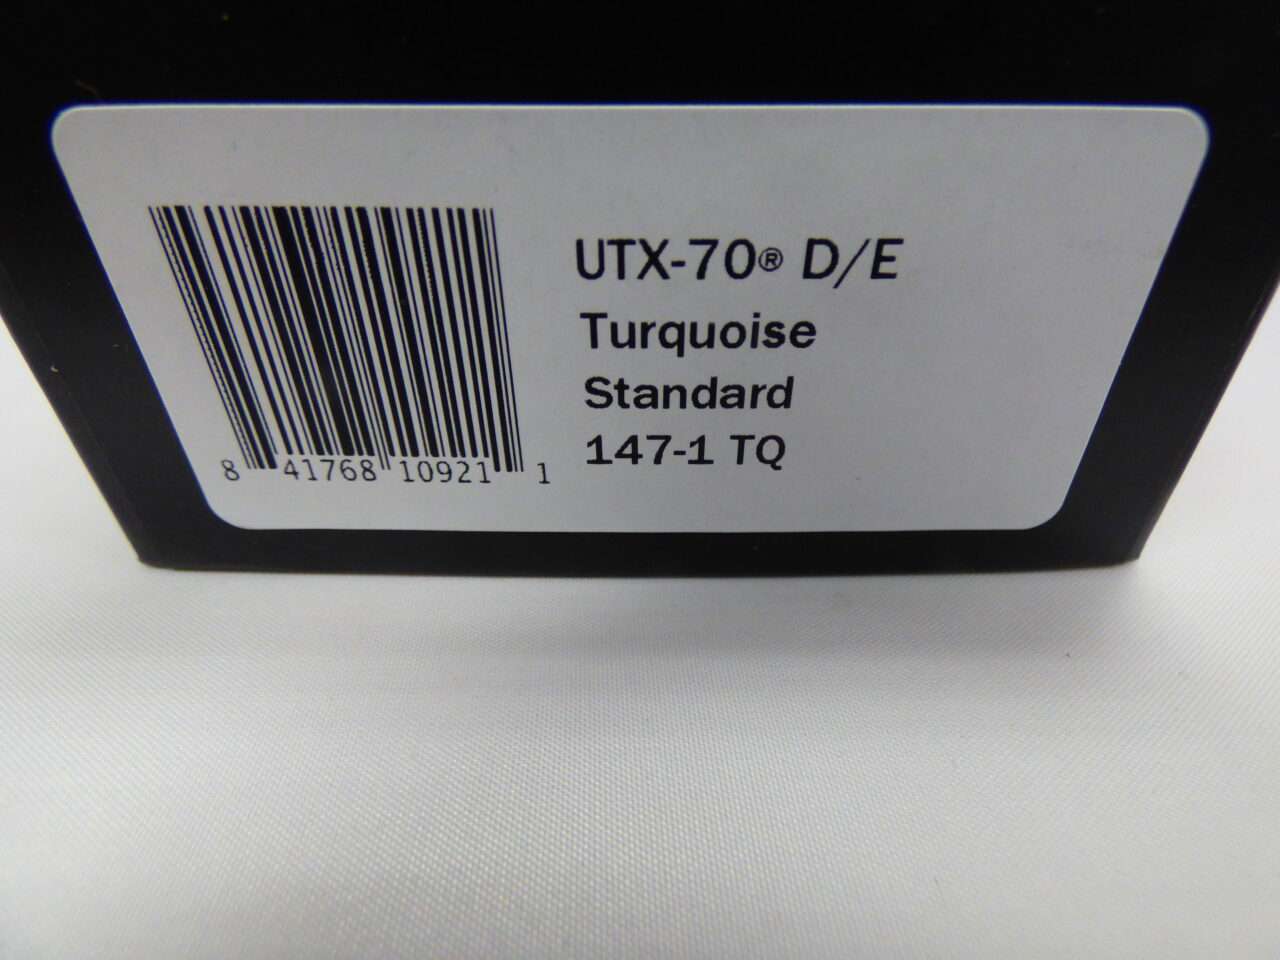 UTX-70® D/E
Turquoise
Standard
147-1 TQ
8 41768 10921 1